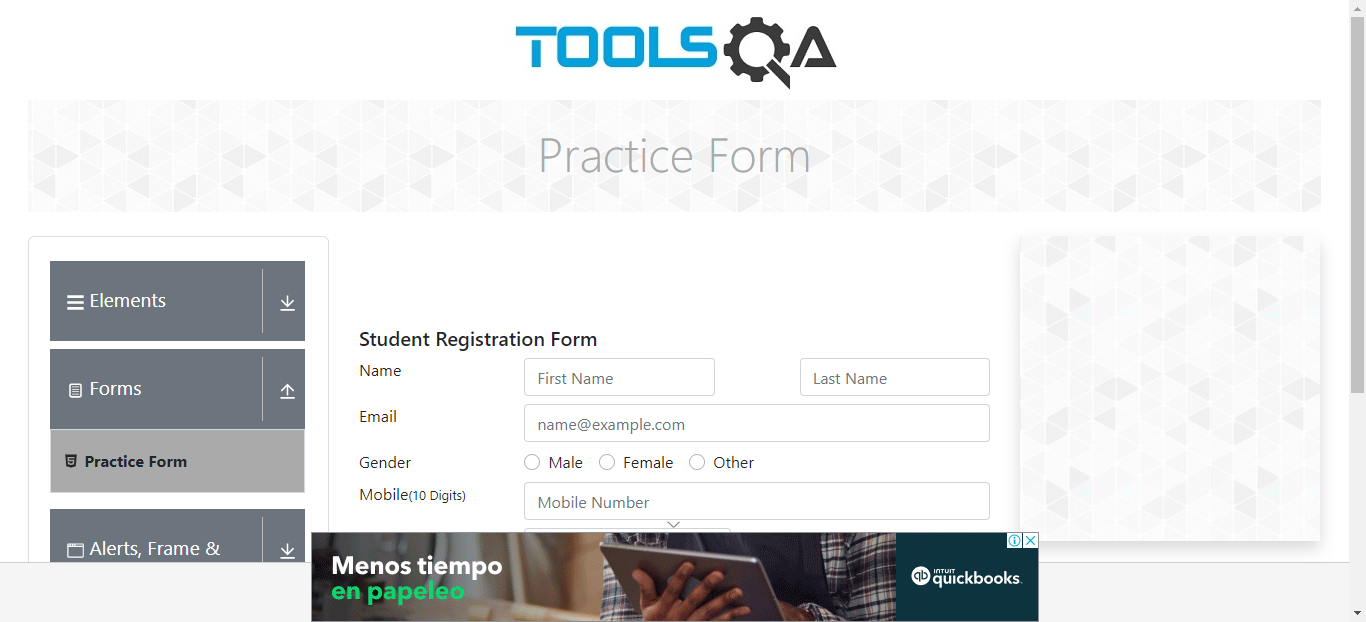 TOOLSQA
Practice Form
Elements
Forms
Practice Form
Alerts, Frame &
Student Registration Form
Name
First Name
Last Name
Email
name@example.com
Gender
Male
Female
Other
Mobile(10 Digits)
Mobile Number
Menos tiempo
en papeleo
INTUIT
quickbooks.